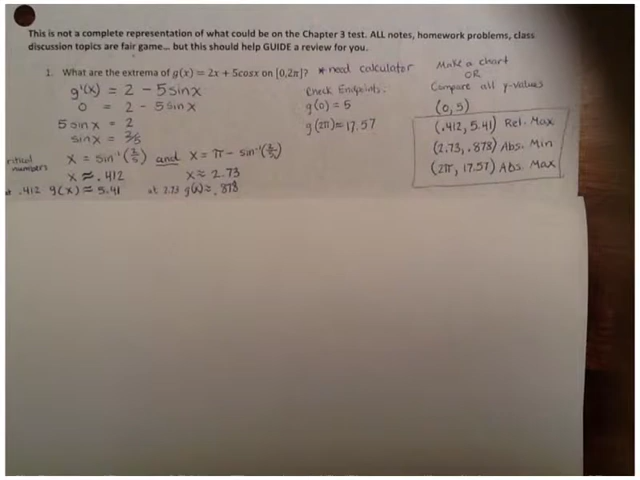 This is not a complete representation of what could be on the Chapter 3 test. ALL notes, homework problems, class
discussion topics are fair game... but this should help GUIDE a review for you.
1. What are the extrema of g(x) = 2x + 5cosx on [0,2π]? *need calculator
g'(x) = 2 - 5sinx
0 = 2 - 5sinx
5sinx = 2
sinx = 2/5
critical numbers
x = sin⁻¹(2/5) and x = π - sin⁻¹(2/5)
x ≈ .412
x ≈ 2.73
at .412 g(x) ≈ 5.41
at 2.73 g(x) ≈ .878
Check Endpoints:
g(0) = 5
g(2π) = 17.57
Make a chart
OR
Compare all y-values
(0, 5)
(.412, 5.41) Rel. Max
(2.73, .878) Abs. Min
(2π, 17.57) Abs. Max